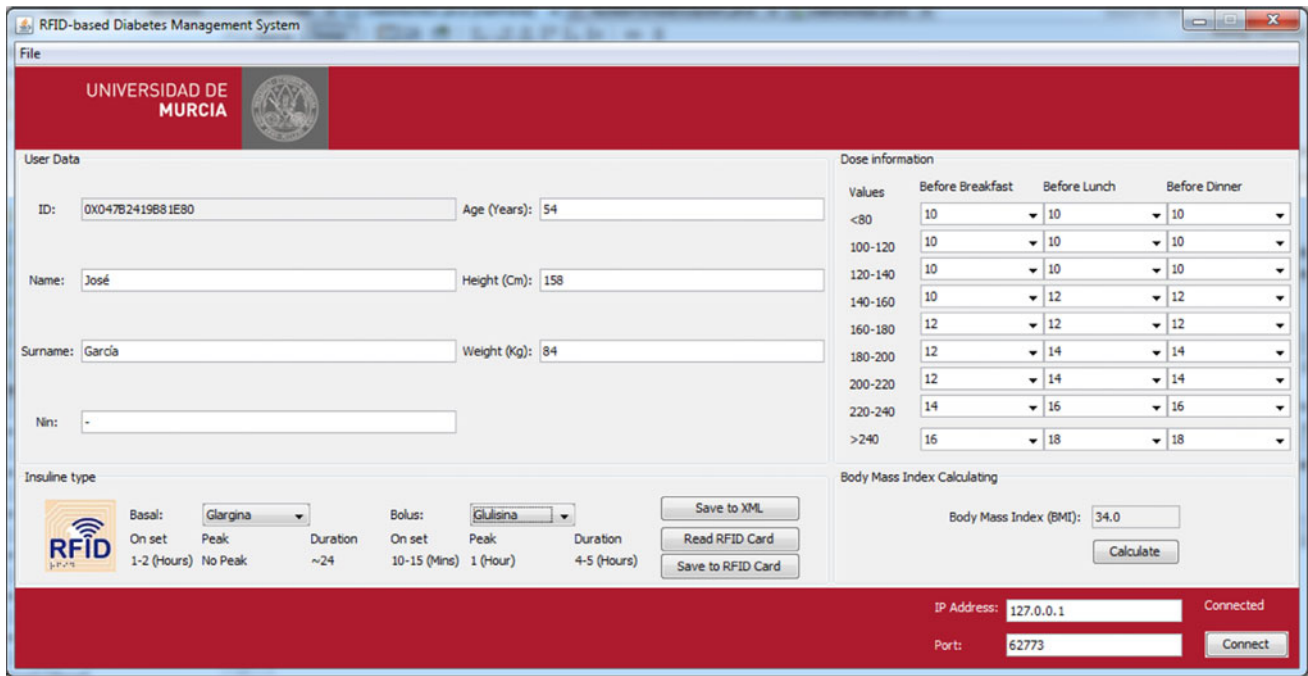 RFID-based Diabetes Management System
File
UNIVERSIDAD DE
MURCIA
User Data
ID: 0X047B2419B81E80 Age (Years): 54
Name: José Height (Cm): 158
Surname: García Weight (Kg): 84
Nin: -
Dose information
Values Before Breakfast Before Lunch Before Dinner
<80 10 10 10
100-120 10 10 10
120-140 10 10 10
140-160 10 12 12
160-180 12 12 12
180-200 12 14 14
200-220 12 14 14
220-240 14 16 16
>240 16 18 18
Insuline type
RFID
Basal: Glargina Bolus: Glulisina
On set Peak Duration On set Peak Duration
1-2 (Hours) No Peak ~24 10-15 (Mins) 1 (Hour) 4-5 (Hours)
Save to XML
Read RFID Card
Save to RFID Card
Body Mass Index Calculating
Body Mass Index (BMI): 34.0
Calculate
IP Address: 127.0.0.1 Connected
Port: 62773 Connect